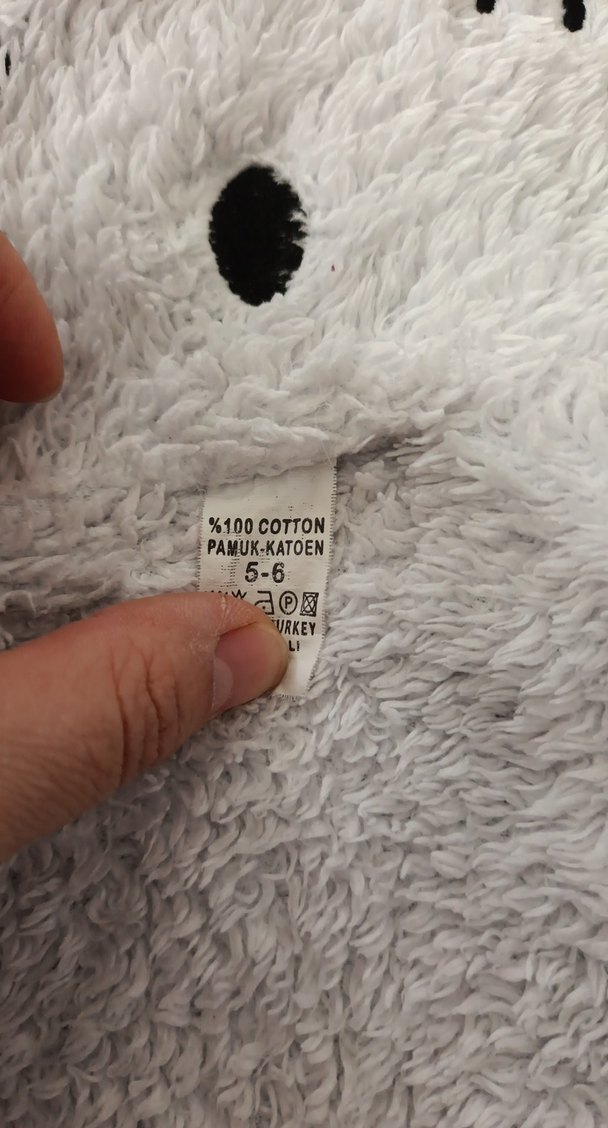 %100 COTTON
PAMUK-KATOEN
5-6
P